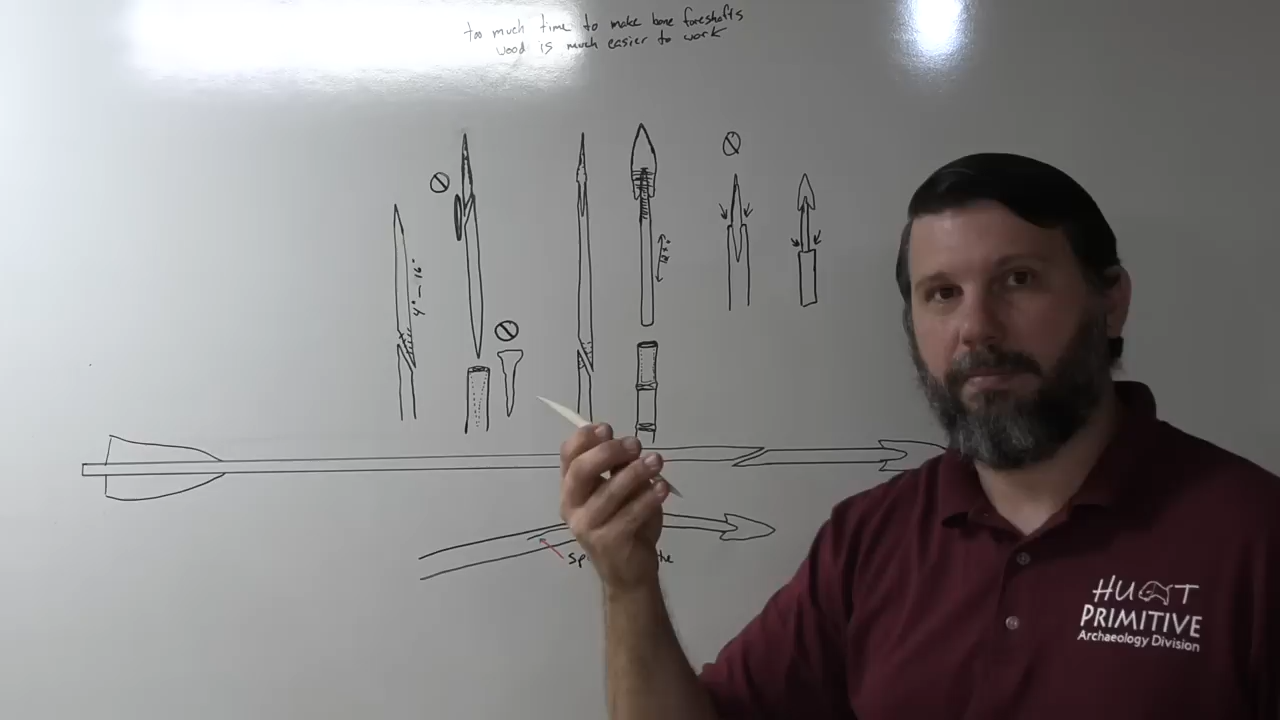 too much time to make bone foreshafts
wood is much easier to work
4" — 16"
HUNT
PRIMITIVE
Archaeology Division